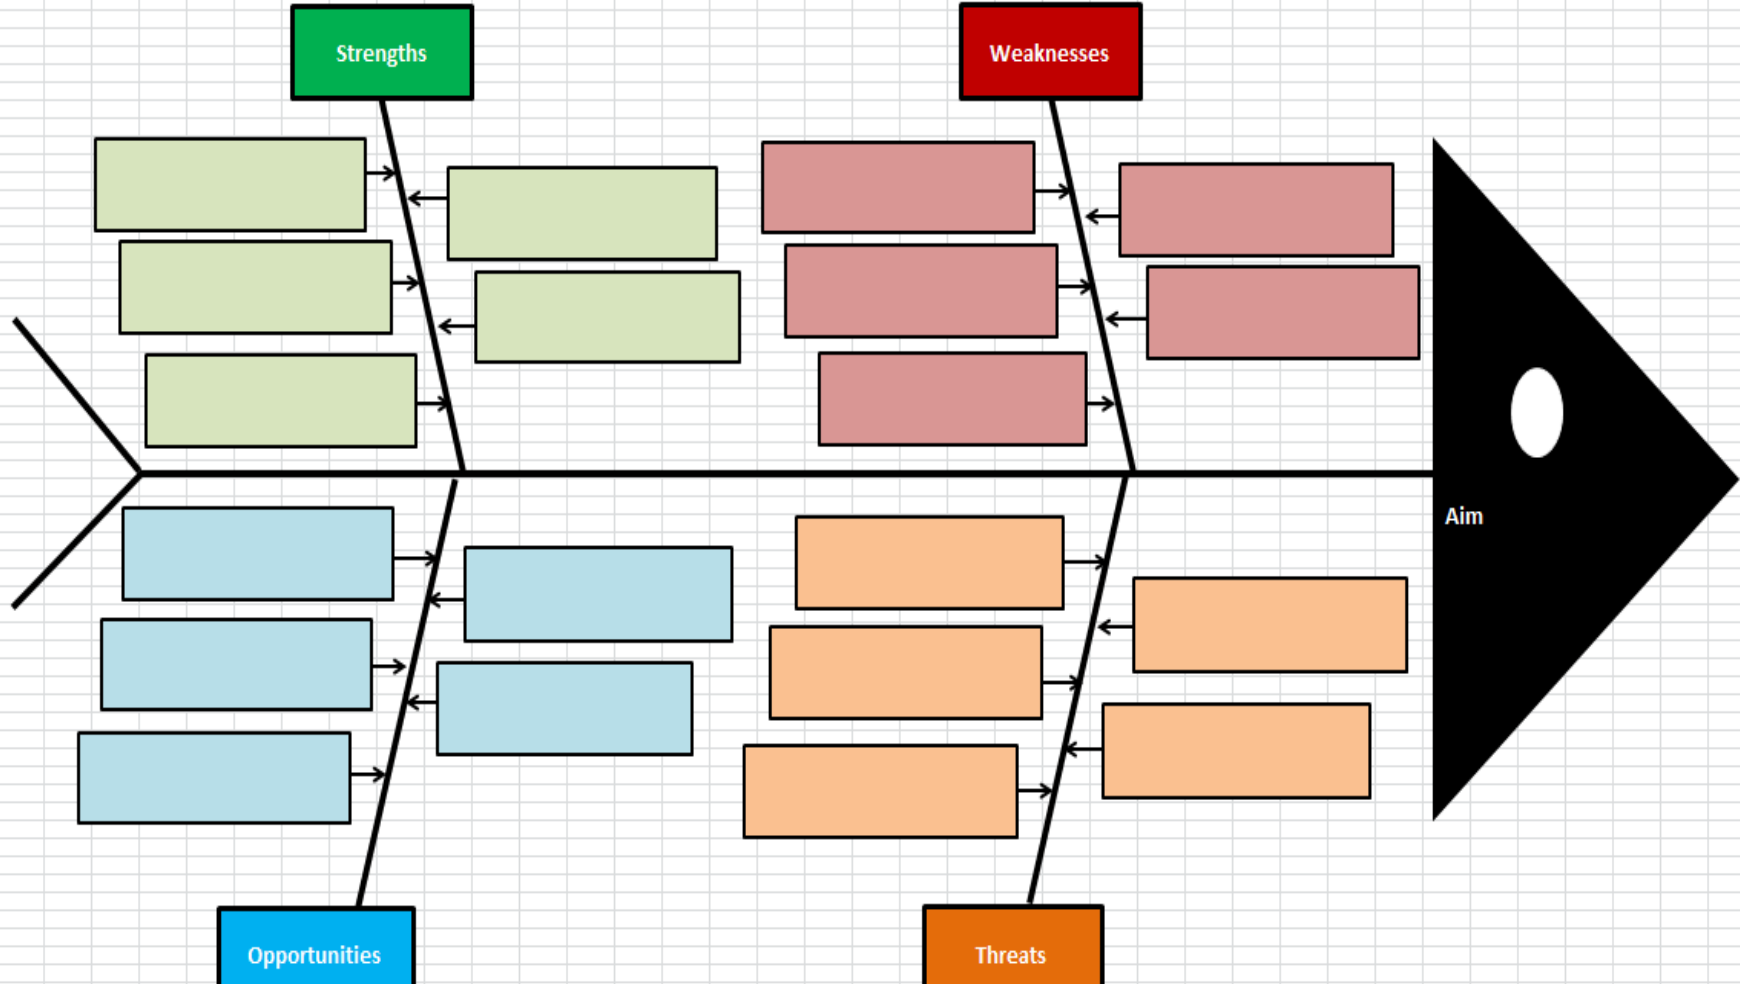 Strengths
Weaknesses
Aim
Opportunities
Threats